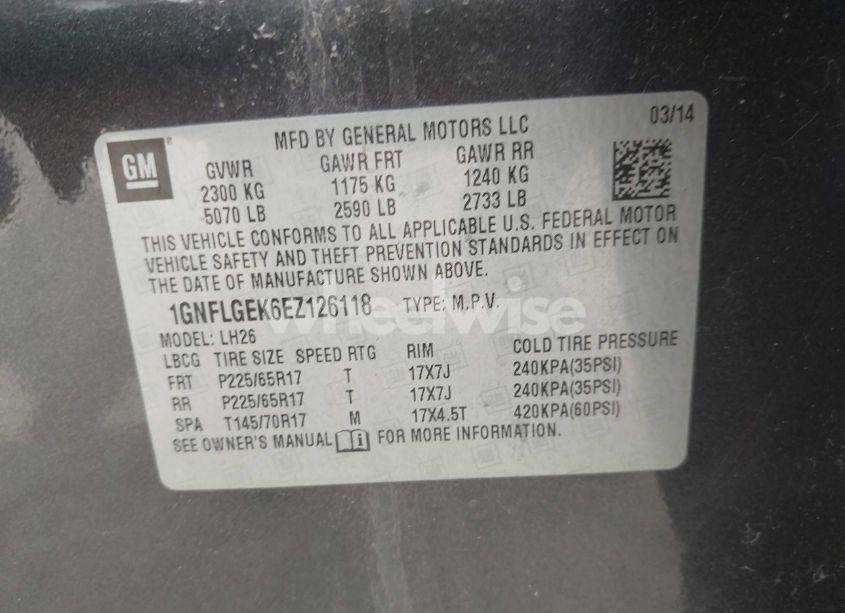 GM
MFD BY GENERAL MOTORS LLC
03/14
GVWR GAWR FRT GAWR RR
2300 KG 1175 KG 1240 KG
5070 LB 2590 LB 2733 LB
THIS VEHICLE CONFORMS TO ALL APPLICABLE U.S. FEDERAL MOTOR
VEHICLE SAFETY AND THEFT PREVENTION STANDARDS IN EFFECT ON
THE DATE OF MANUFACTURE SHOWN ABOVE.
1GNFLGEK6EZ126118 TYPE: M.P.V.
wheelwise
MODEL: LH26
LBCG TIRE SIZE SPEED RTG RIM COLD TIRE PRESSURE
FRT P225/65R17 T 17X7J 240KPA(35PSI)
RR P225/65R17 T 17X7J 240KPA(35PSI)
SPA T145/70R17 M 17X4.5T 420KPA(60PSI)
SEE OWNER'S MANUAL FOR MORE INFORMATION.